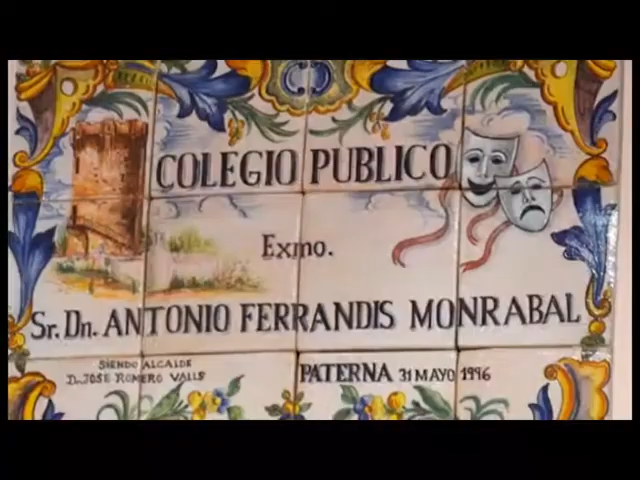 COLEGIO PUBLICO
Exmo.
Sr. Dn. ANTONIO FERRANDIS MONRABAL
SIENDO ALCALDE
D. JOSE ROMERO VALLS
PATERNA 31 MAYO 1996